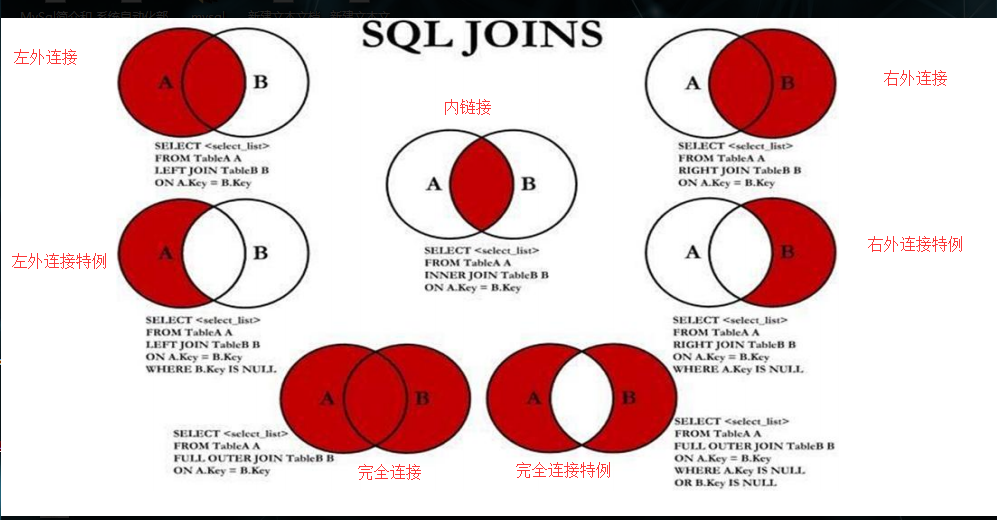 SQL JOINS
左外连接
A B
SELECT <select_list>
FROM TableA A
LEFT JOIN TableB B
ON A.Key = B.Key
内链接
A B
SELECT <select_list>
FROM TableA A
INNER JOIN TableB B
ON A.Key = B.Key
右外连接
A B
SELECT <select_list>
FROM TableA A
RIGHT JOIN TableB B
ON A.Key = B.Key
左外连接特例
A B
SELECT <select_list>
FROM TableA A
LEFT JOIN TableB B
ON A.Key = B.Key
WHERE B.Key IS NULL
右外连接特例
A B
SELECT <select_list>
FROM TableA A
RIGHT JOIN TableB B
ON A.Key = B.Key
WHERE A.Key IS NULL
A B
SELECT <select_list>
FROM TableA A
FULL OUTER JOIN TableB B
ON A.Key = B.Key
完全连接
A B
完全连接特例
SELECT <select_list>
FROM TableA A
FULL OUTER JOIN TableB B
ON A.Key = B.Key
WHERE A.Key IS NULL
OR B.Key IS NULL